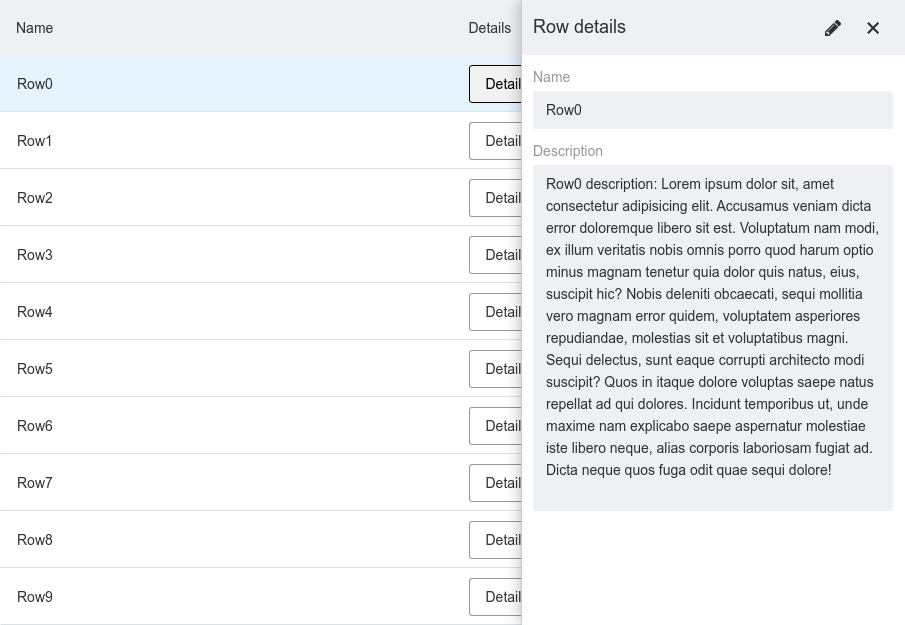 Name Details
Row0 Detail
Row1 Detail
Row2 Detail
Row3 Detail
Row4 Detail
Row5 Detail
Row6 Detail
Row7 Detail
Row8 Detail
Row9 Detail
Row details
Name
Row0
Description
Row0 description: Lorem ipsum dolor sit, amet
consectetur adipisicing elit. Accusamus veniam dicta
error doloremque libero sit est. Voluptatum nam modi,
ex illum veritatis nobis omnis porro quod harum optio
minus magnam tenetur quia dolor quis natus, eius,
suscipit hic? Nobis deleniti obcaecati, sequi mollitia
vero magnam error quidem, voluptatem asperiores
repudiandae, molestias sit et voluptatibus magni.
Sequi delectus, sunt eaque corrupti architecto modi
suscipit? Quos in itaque dolore voluptas saepe natus
repellat ad qui dolores. Incidunt temporibus ut, unde
maxime nam explicabo saepe aspernatur molestiae
iste libero neque, alias corporis laboriosam fugiat ad.
Dicta neque quos fuga odit quae sequi dolore!